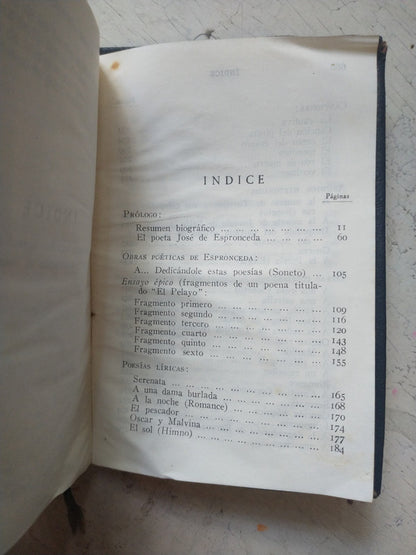 INDICE
Páginas
PRÓLOGO:
Resumen biográfico ... ... ... ... ... ... 11
El poeta José de Espronceda ... ... ... ... 60
OBRAS POÉTICAS DE ESPRONCEDA:
A... Dedicándole estas poesías (Soneto) ... ... 105
Ensayo épico (fragmentos de un poena titulado "El Pelayo":
Fragmento primero ... ... ... ... ... ... 109
Fragmento segundo ... ... ... ... ... ... 116
Fragmento tercero ... ... ... ... ... ... 120
Fragmento cuarto ... ... ... ... ... ... 143
Fragmento quinto ... ... ... ... ... ... 148
Fragmento sexto ... ... ... ... ... ... 155
POESÍAS LÍRICAS:
Serenata ... ... ... ... ... ... ... 165
A una dama burlada ... ... ... ... ... 168
A la noche (Romance) ... ... ... ... ... 170
El pescador ... ... ... ... ... ... 174
Oscar y Malvina ... ... ... ... ... ... 177
El sol (Himno) ... ... ... ... ... ... 184